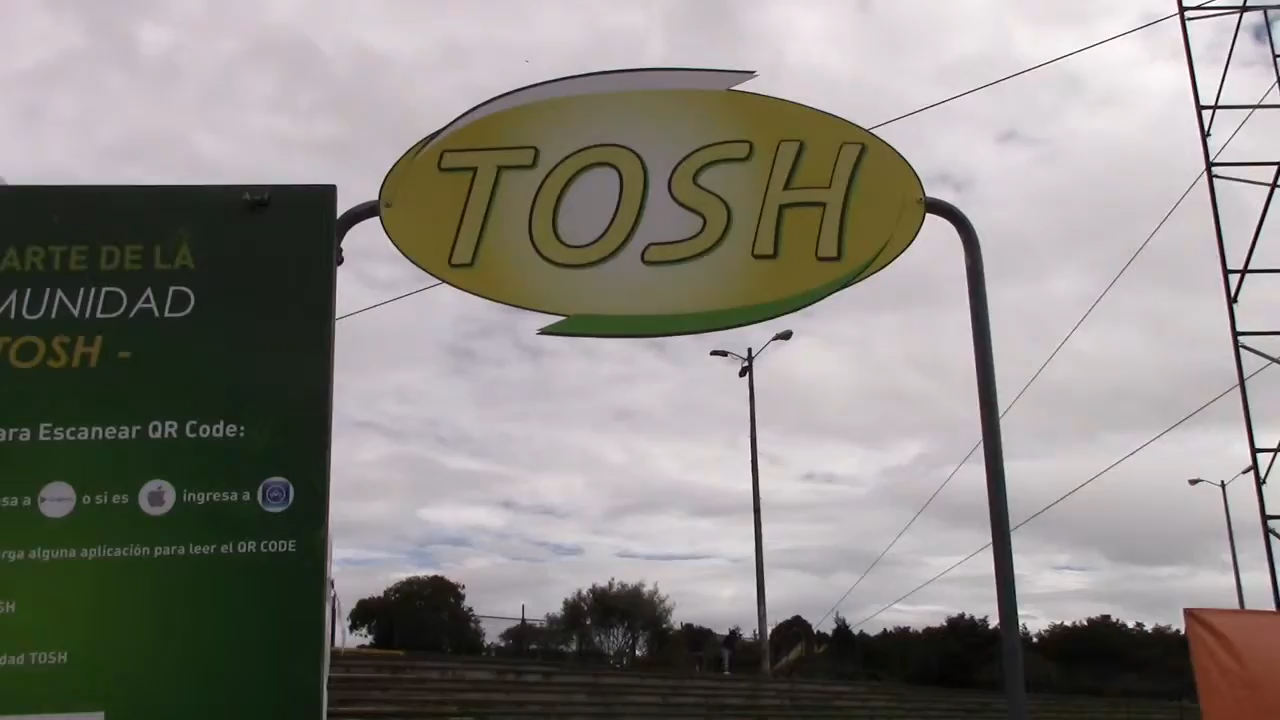 TOSH
ARTE DE LA
MUNIDAD
TOSH -
ara Escanear QR Code:
sa a o si es ingresa a
rga alguna aplicación para leer el QR CODE
SH
dad TOSH